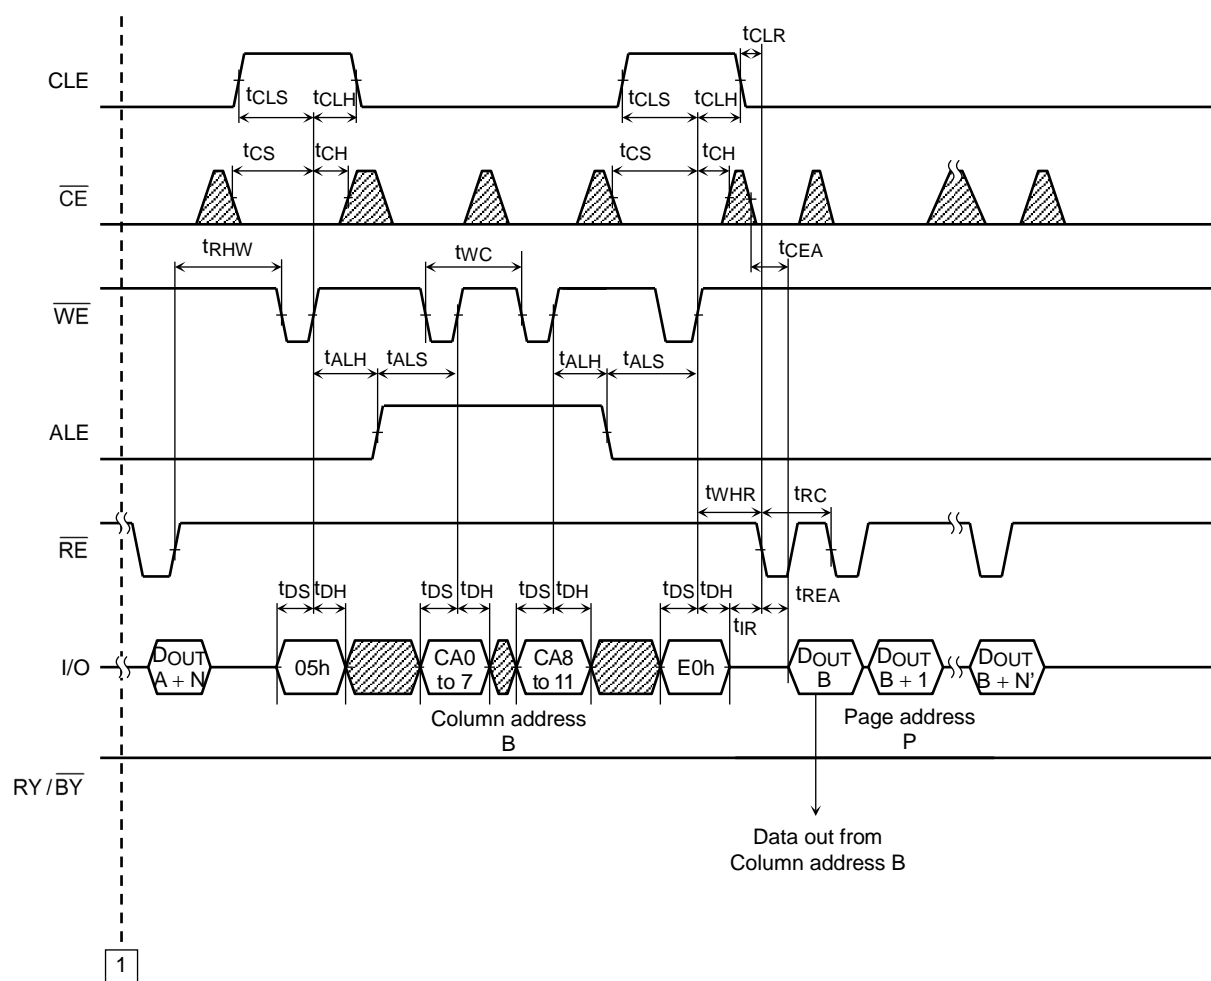 tCLR
CLE
tCLS tCLH tCLS tCLH
tCS tCH tCS tCH
CE
tRHW tWC tCEA
WE
tALH tALS tALH tALS
ALE
tWHR tRC
RE
tDS tDH tDS tDH tDS tDH tDS tDH tREA
tIR
I/O
DOUT
A + N
05h
CA0
to 7
CA8
to 11
E0h
DOUT
B
DOUT
B + 1
DOUT
B + N'
Column address
B
Page address
P
RY / BY
Data out from
Column address B
1